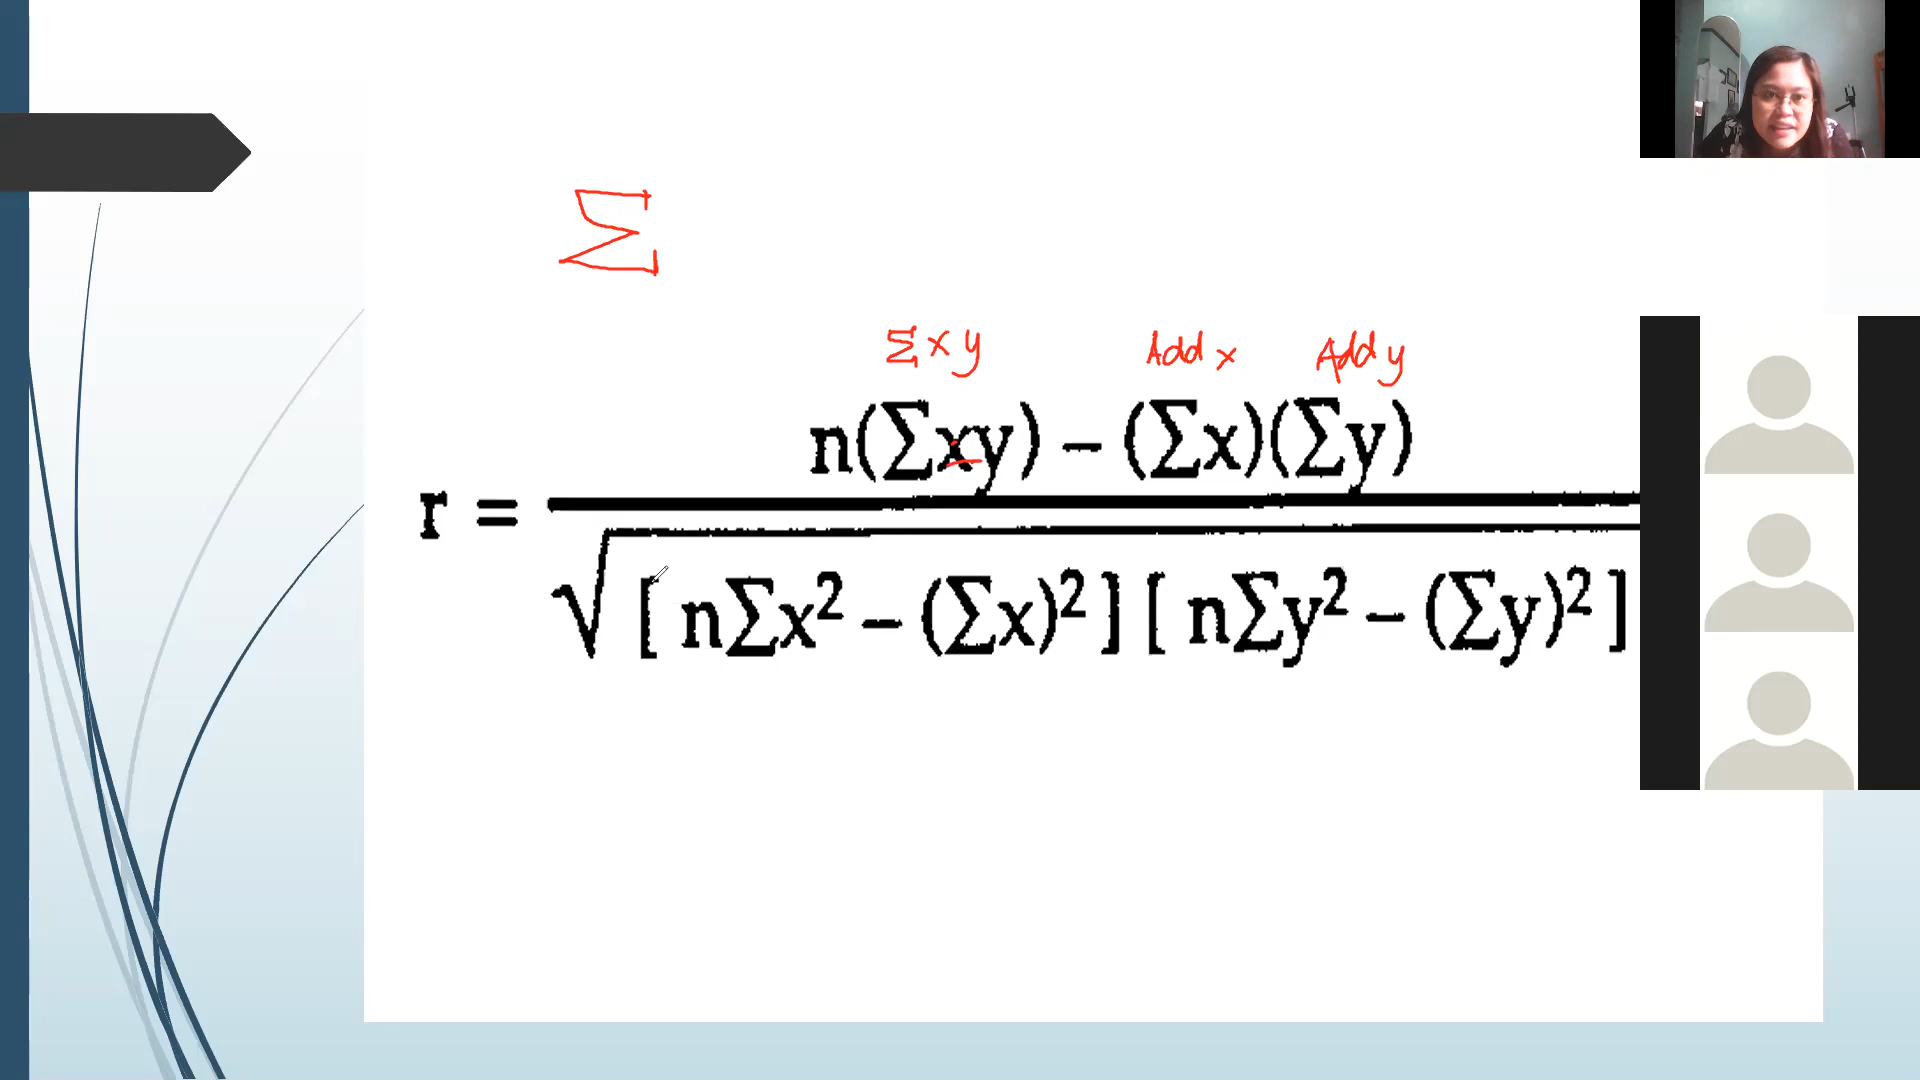 Σ
Σxy Add x Add y
n(Σxy) – (Σx)(Σy)
r =
√[ nΣx² – (Σx)² ] [ nΣy² – (Σy)² ]